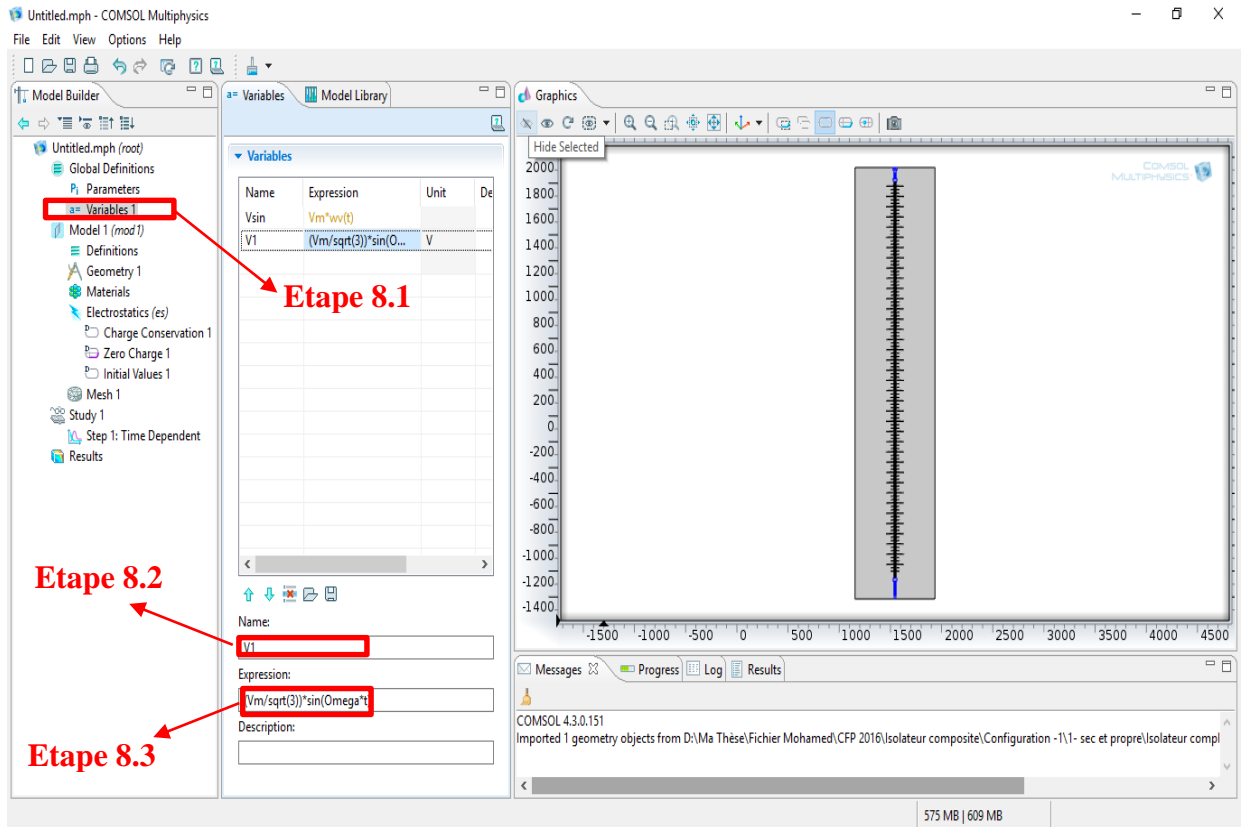 Untitled.mph - COMSOL Multiphysics
File Edit View Options Help
Model Builder
Untitled.mph (root)
Global Definitions
Pi Parameters
a= Variables 1
Model 1 (mod1)
Definitions
Geometry 1
Materials
Electrostatics (es)
Charge Conservation 1
Zero Charge 1
Initial Values 1
Mesh 1
Study 1
Step 1: Time Dependent
Results
a= Variables
Model Library
Variables
Name Expression Unit De
Vsin Vm*wv(t)
V1 (Vm/sqrt(3))*sin(O... V
Etape 8.1
Etape 8.2
Name:
V1
Expression:
(Vm/sqrt(3))*sin(Omega*t)
Etape 8.3
Description:
Graphics
Hide Selected
COMSOL
MULTIPHYSICS
2000
1800
1600
1400
1200
1000
800
600
400
200
0
-200
-400
-600
-800
-1000
-1200
-1400
-1500 -1000 -500 0 500 1000 1500 2000 2500 3000 3500 4000 4500
Messages Progress Log Results
COMSOL 4.3.0.151
Imported 1 geometry objects from D:\Ma Thèse\Fichier Mohamed\CFP 2016\Isolateur composite\Configuration -1\1- sec et propre\Isolateur compl
575 MB | 609 MB